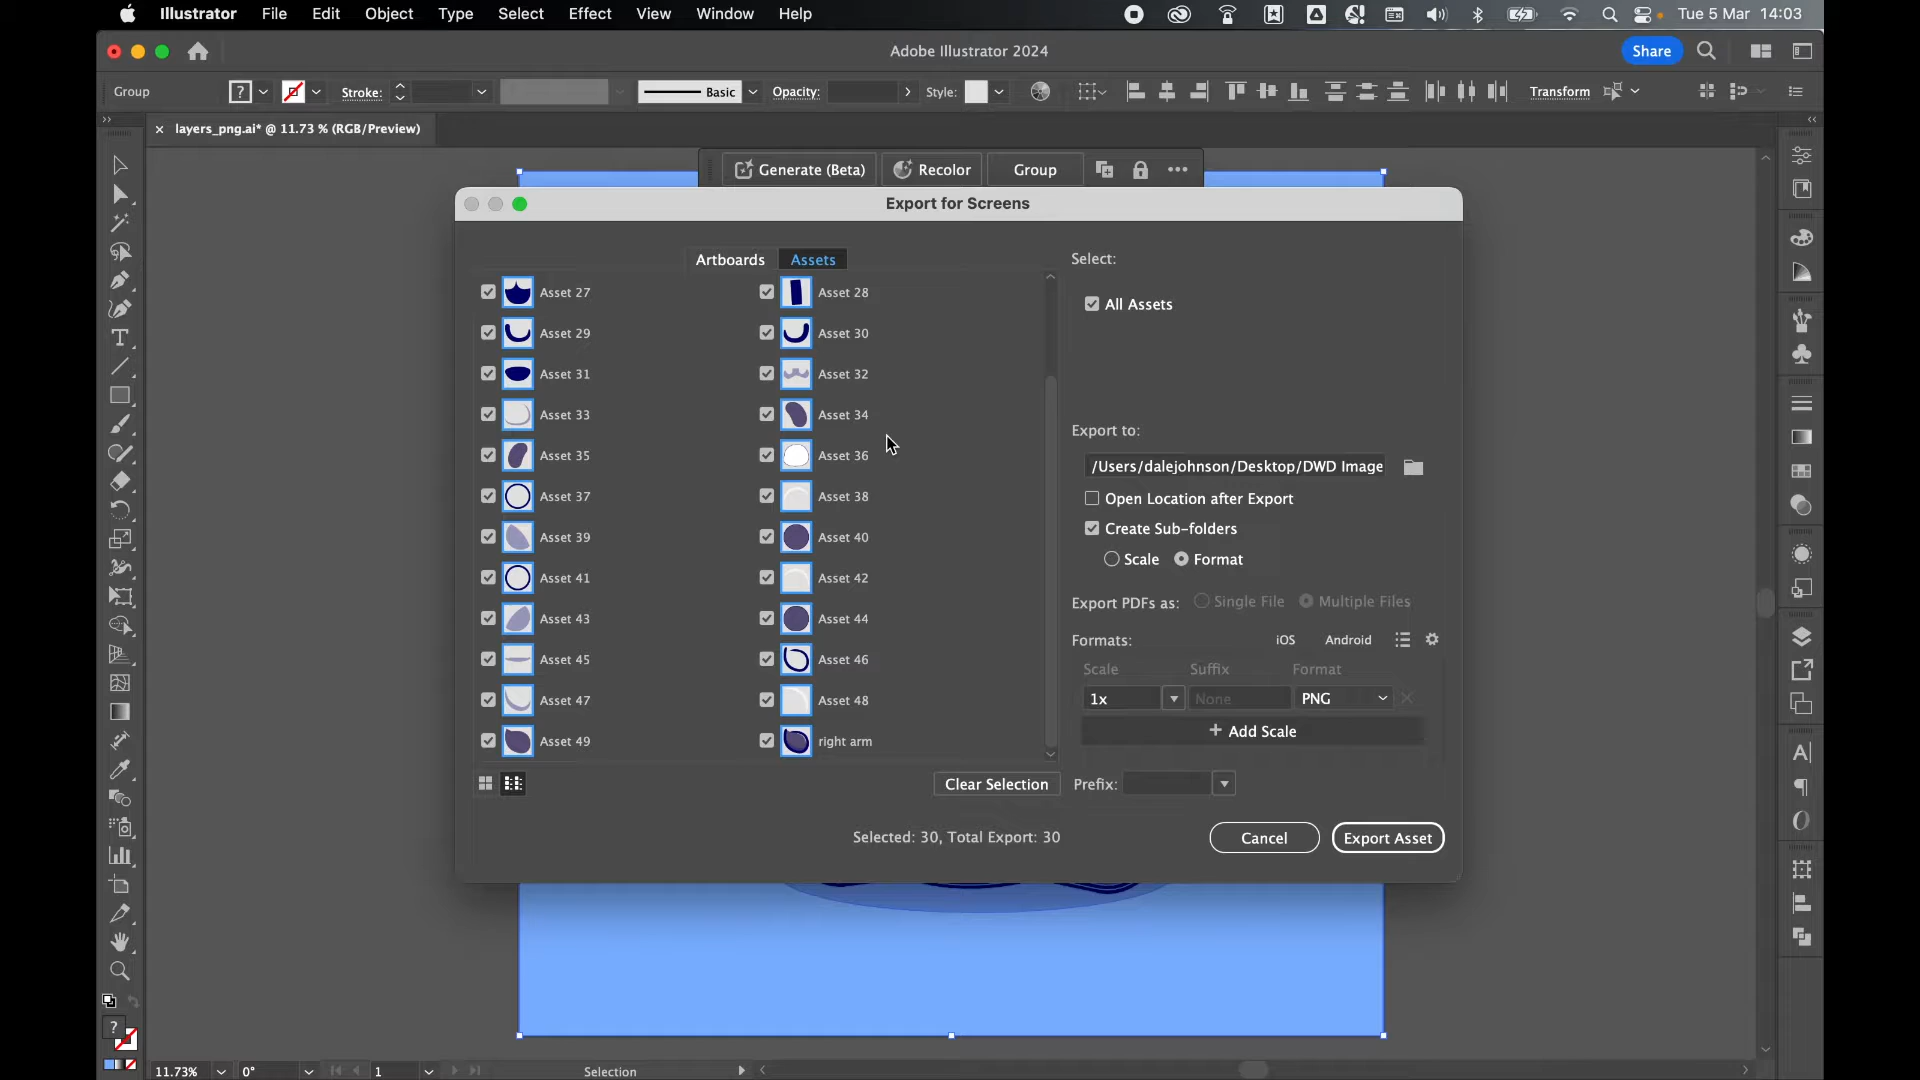 Illustrator File Edit Object Type Select Effect View Window Help Tue 5 Mar 14:03
Adobe Illustrator 2024 Share
Group ? Stroke: Basic Opacity: Style: Transform
× layers_png.ai* @ 11.73 % (RGB/Preview)
Generate (Beta) Recolor Group
Export for Screens
Artboards Assets
Asset 27 Asset 28
Asset 29 Asset 30
Asset 31 Asset 32
Asset 33 Asset 34
Asset 35 Asset 36
Asset 37 Asset 38
Asset 39 Asset 40
Asset 41 Asset 42
Asset 43 Asset 44
Asset 45 Asset 46
Asset 47 Asset 48
Asset 49 right arm
Clear Selection
Select:
All Assets
Export to:
/Users/dalejohnson/Desktop/DWD Image
Open Location after Export
Create Sub-folders
Scale Format
Export PDFs as: Single File Multiple Files
Formats: iOS Android
Scale Suffix Format
1x None PNG
+ Add Scale
Prefix:
Selected: 30, Total Export: 30 Cancel Export Asset
?
11.73% 0° 1 Selection